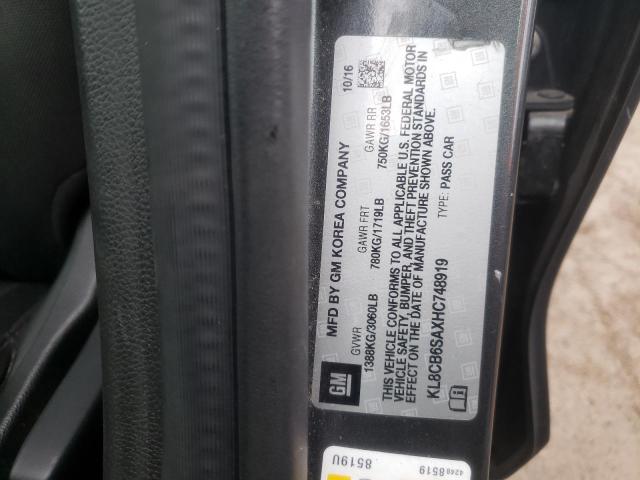 MFD BY GM KOREA COMPANY 10/16
GVWR GAWR FRT GAWR RR
1388KG/3060LB 780KG/1719LB 750KG/1653LB
GM
THIS VEHICLE CONFORMS TO ALL APPLICABLE U.S. FEDERAL MOTOR
VEHICLE SAFETY, BUMPER, AND THEFT PREVENTION STANDARDS IN
EFFECT ON THE DATE OF MANUFACTURE SHOWN ABOVE.
KL8CB6SAXHC748919 TYPE: PASS CAR
8519U
42488519